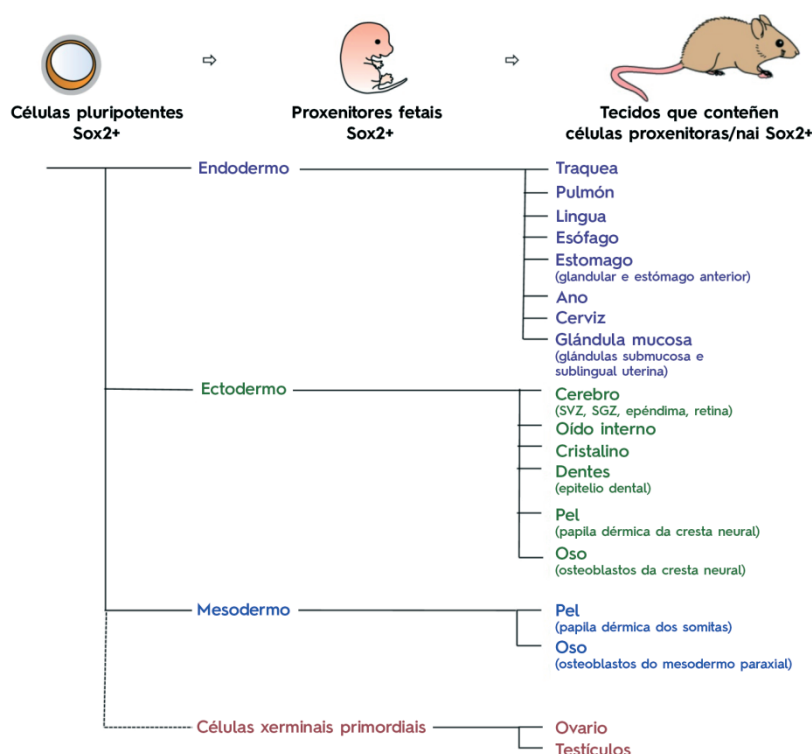 Células pluripotentes
Sox2+
Proxenitores fetais
Sox2+
Tecidos que conteñen
células proxenitoras/nai Sox2+
Endodermo
Traquea
Pulmón
Lingua
Esófago
Estomago
(glandular e estómago anterior)
Ano
Cerviz
Glándula mucosa
(glándulas submucosa e
sublingual uterina)
Ectodermo
Cerebro
(SVZ, SGZ, epéndima, retina)
Oído interno
Cristalino
Dentes
(epitelio dental)
Pel
(papila dérmica da cresta neural)
Oso
(osteoblastos da cresta neural)
Mesodermo
Pel
(papila dérmica dos somitas)
Oso
(osteoblastos do mesodermo paraxial)
Células xerminais primordiais
Ovario
Testículos